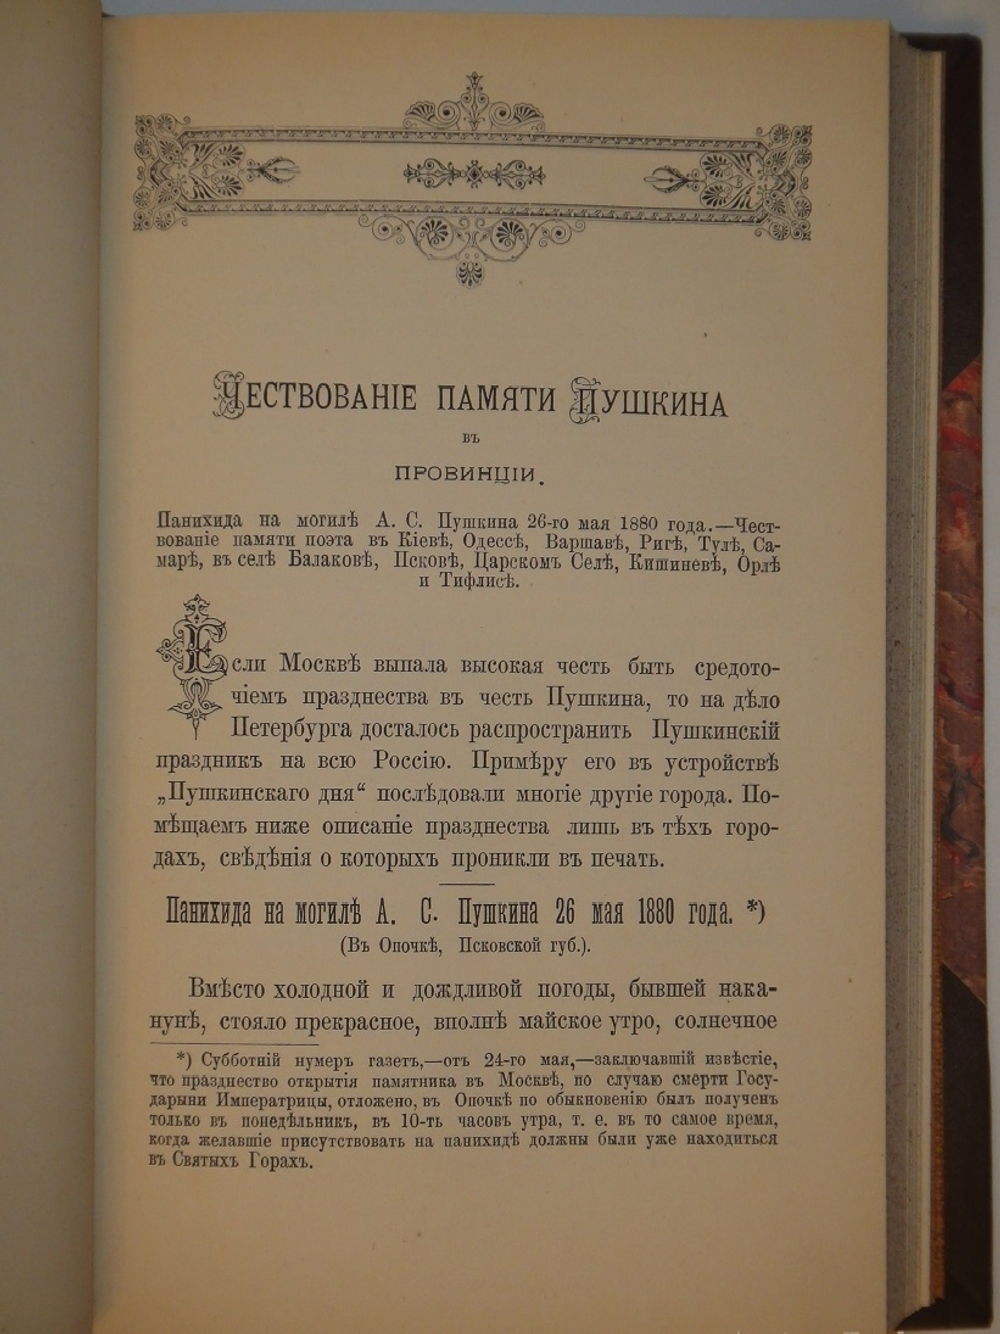 Чествованіе памяти Пушкина
въ
провинціи.
Панихида на могилѣ А. С. Пушкина 26-го мая 1880 года.—Чест-
вованіе памяти поэта въ Кіевѣ, Одессѣ, Варшавѣ, Ригѣ, Тулѣ, Са-
марѣ, въ селѣ Балаковѣ, Псковѣ, Царскомъ Селѣ, Кишиневѣ, Орлѣ
и Тифлисѣ.
Если Москвѣ выпала высокая честь быть средото-
чіемъ празднества въ честь Пушкина, то на дѣло
Петербурга досталось распространить Пушкинскій
праздникъ на всю Россію. Примѣру его въ устройствѣ
„Пушкинскаго дня“ послѣдовали многіе другіе города. По-
мѣщаемъ ниже описаніе празднества лишь въ тѣхъ горо-
дахъ, свѣдѣнія о которыхъ проникли въ печать.
Панихида на могилѣ А. С. Пушкина 26 мая 1880 года. *)
(Въ Опочкѣ, Псковской губ.).
Вмѣсто холодной и дождливой погоды, бывшей нака-
нунѣ, стояло прекрасное, вполнѣ майское утро, солнечное
*) Субботній нумеръ газетъ,—отъ 24-го мая,—заключавшій извѣстіе,
что празднество открытія памятника въ Москвѣ, по случаю смерти Госу-
дарыни Императрицы, отложено, въ Опочкѣ по обыкновенію былъ полученъ
только въ понедѣльникъ, въ 10-ть часовъ утра, т. е. въ то самое время,
когда желавшіе присутствовать на панихидѣ должны были уже находиться
въ Святыхъ Горахъ.